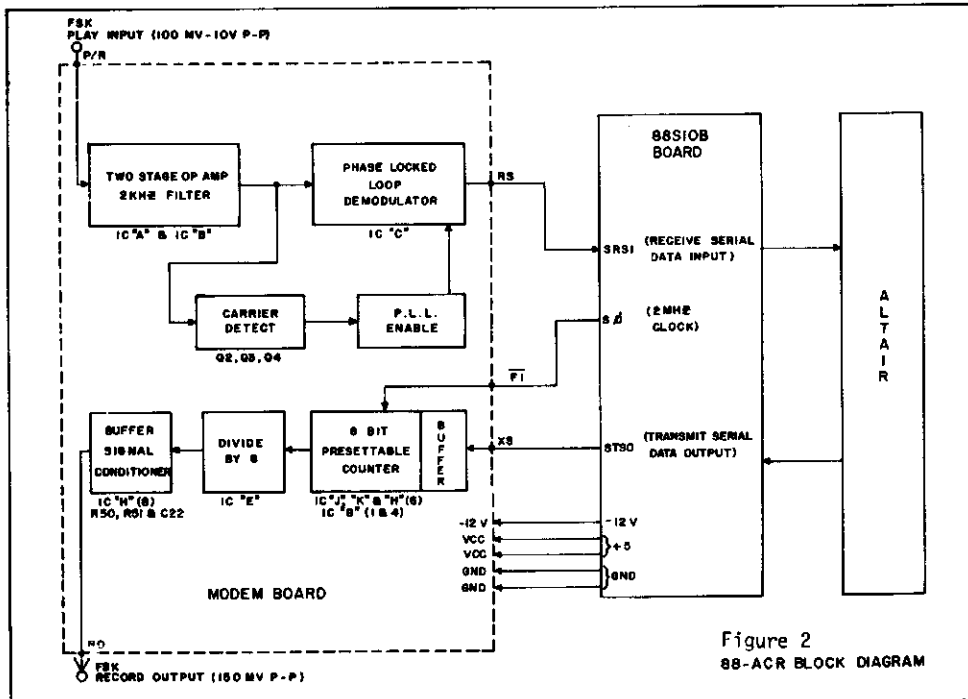 FSK
PLAY INPUT (100 MV-10V P-P)
P/R
TWO STAGE OP AMP
2KHZ FILTER
IC "A" & IC "B"
PHASE LOCKED
LOOP
DEMODULATOR
IC "C"
RS
CARRIER
DETECT
Q2, Q3, Q4
P.L.L.
ENABLE
F1
BUFFER
SIGNAL
CONDITIONER
IC "H" (8)
R50, R51 & C22
DIVIDE
BY 8
IC "E"
8 BIT
PRESETTABLE
COUNTER
BUFFER
IC "J", "K" & "H" (6)
IC "B" (1 & 4)
XS
-12 V
VCC
VCC
GND
GND
MODEM BOARD
RO
FSK
RECORD OUTPUT (150 MV P-P)
88SIOB
BOARD
SRSI (RECEIVE SERIAL
DATA INPUT)
SØ (2MHZ
CLOCK)
STSO (TRANSMIT SERIAL
DATA OUTPUT)
-12V
+5
GND
ALTAIR
Figure 2
88-ACR BLOCK DIAGRAM